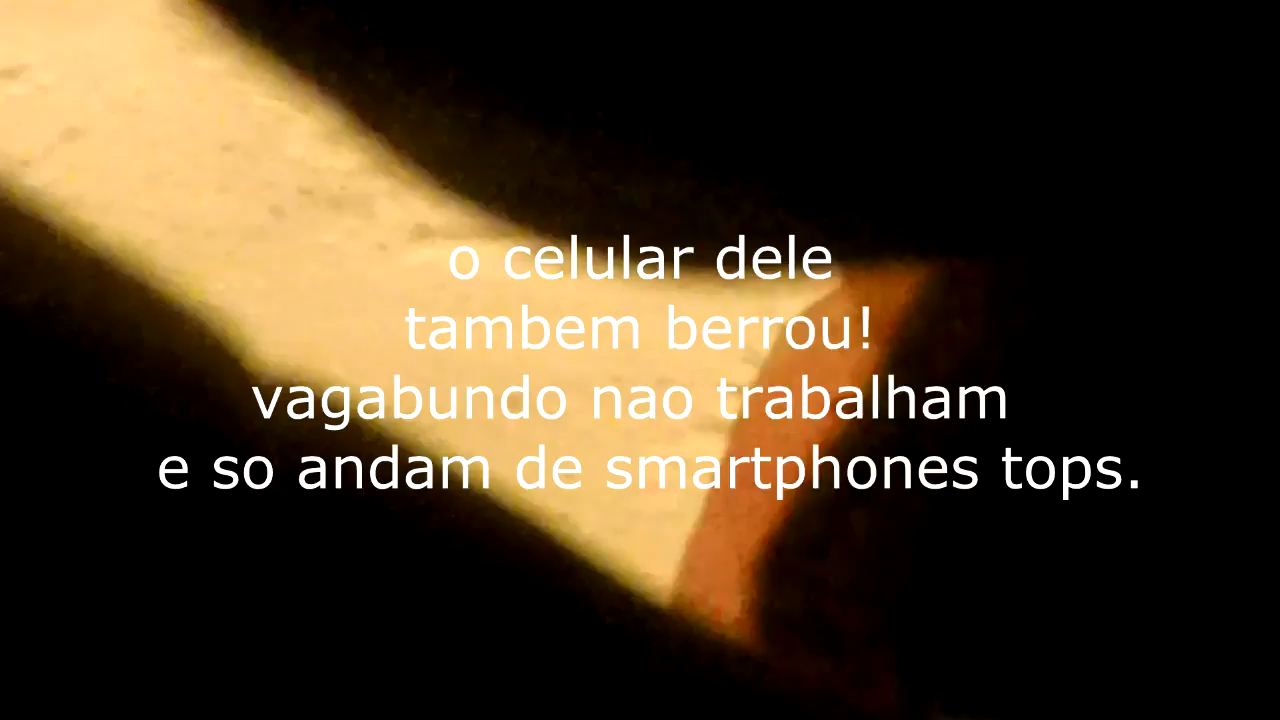 o celular dele
tambem berrou!
vagabundo nao trabalham
e so andam de smartphones tops.